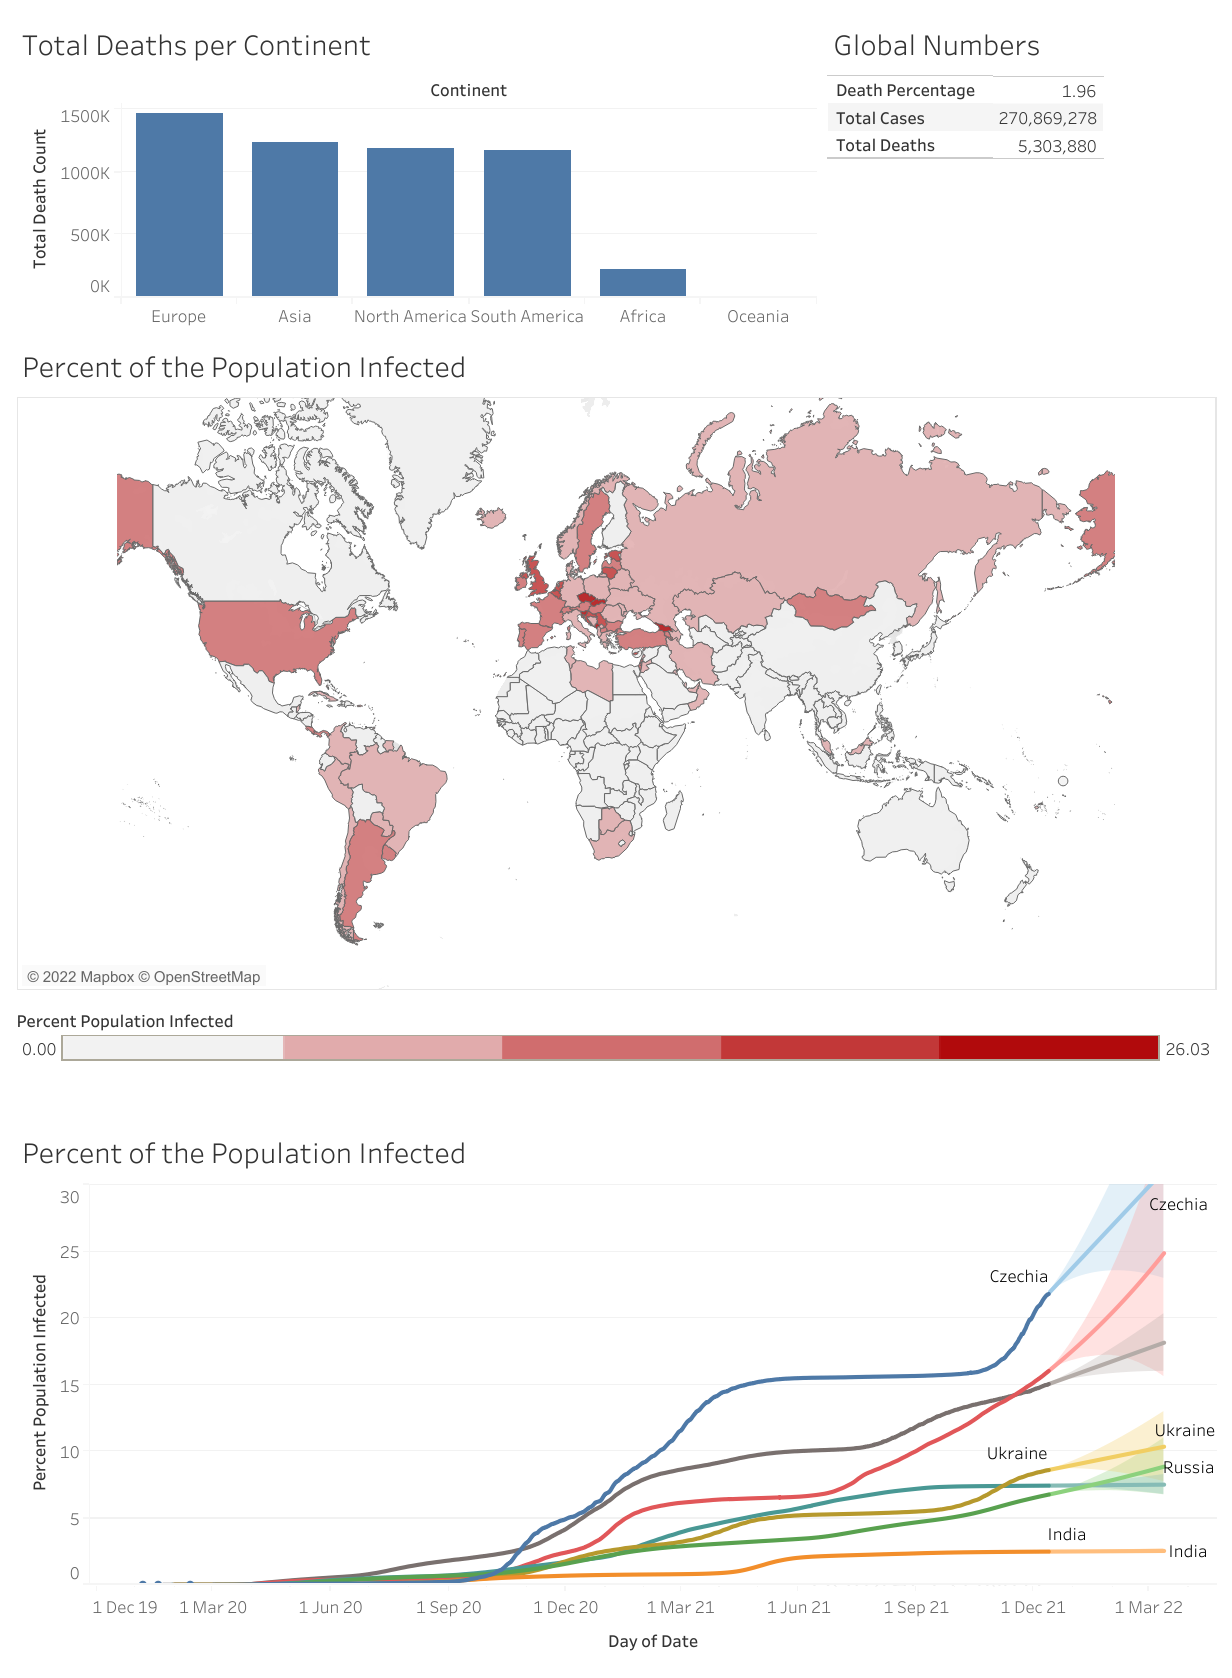 Total Deaths per Continent
Continent
Total Death Count
1500K
1000K
500K
0K
Europe Asia North America South America Africa Oceania
Global Numbers
Death Percentage 1.96
Total Cases 270,869,278
Total Deaths 5,303,880
Percent of the Population Infected
© 2022 Mapbox © OpenStreetMap
Percent Population Infected
0.00 26.03
Percent of the Population Infected
Percent Population Infected
30
25
20
15
10
5
0
Czechia
Czechia
Ukraine
Ukraine
Russia
India
India
1 Dec 19 1 Mar 20 1 Jun 20 1 Sep 20 1 Dec 20 1 Mar 21 1 Jun 21 1 Sep 21 1 Dec 21 1 Mar 22
Day of Date